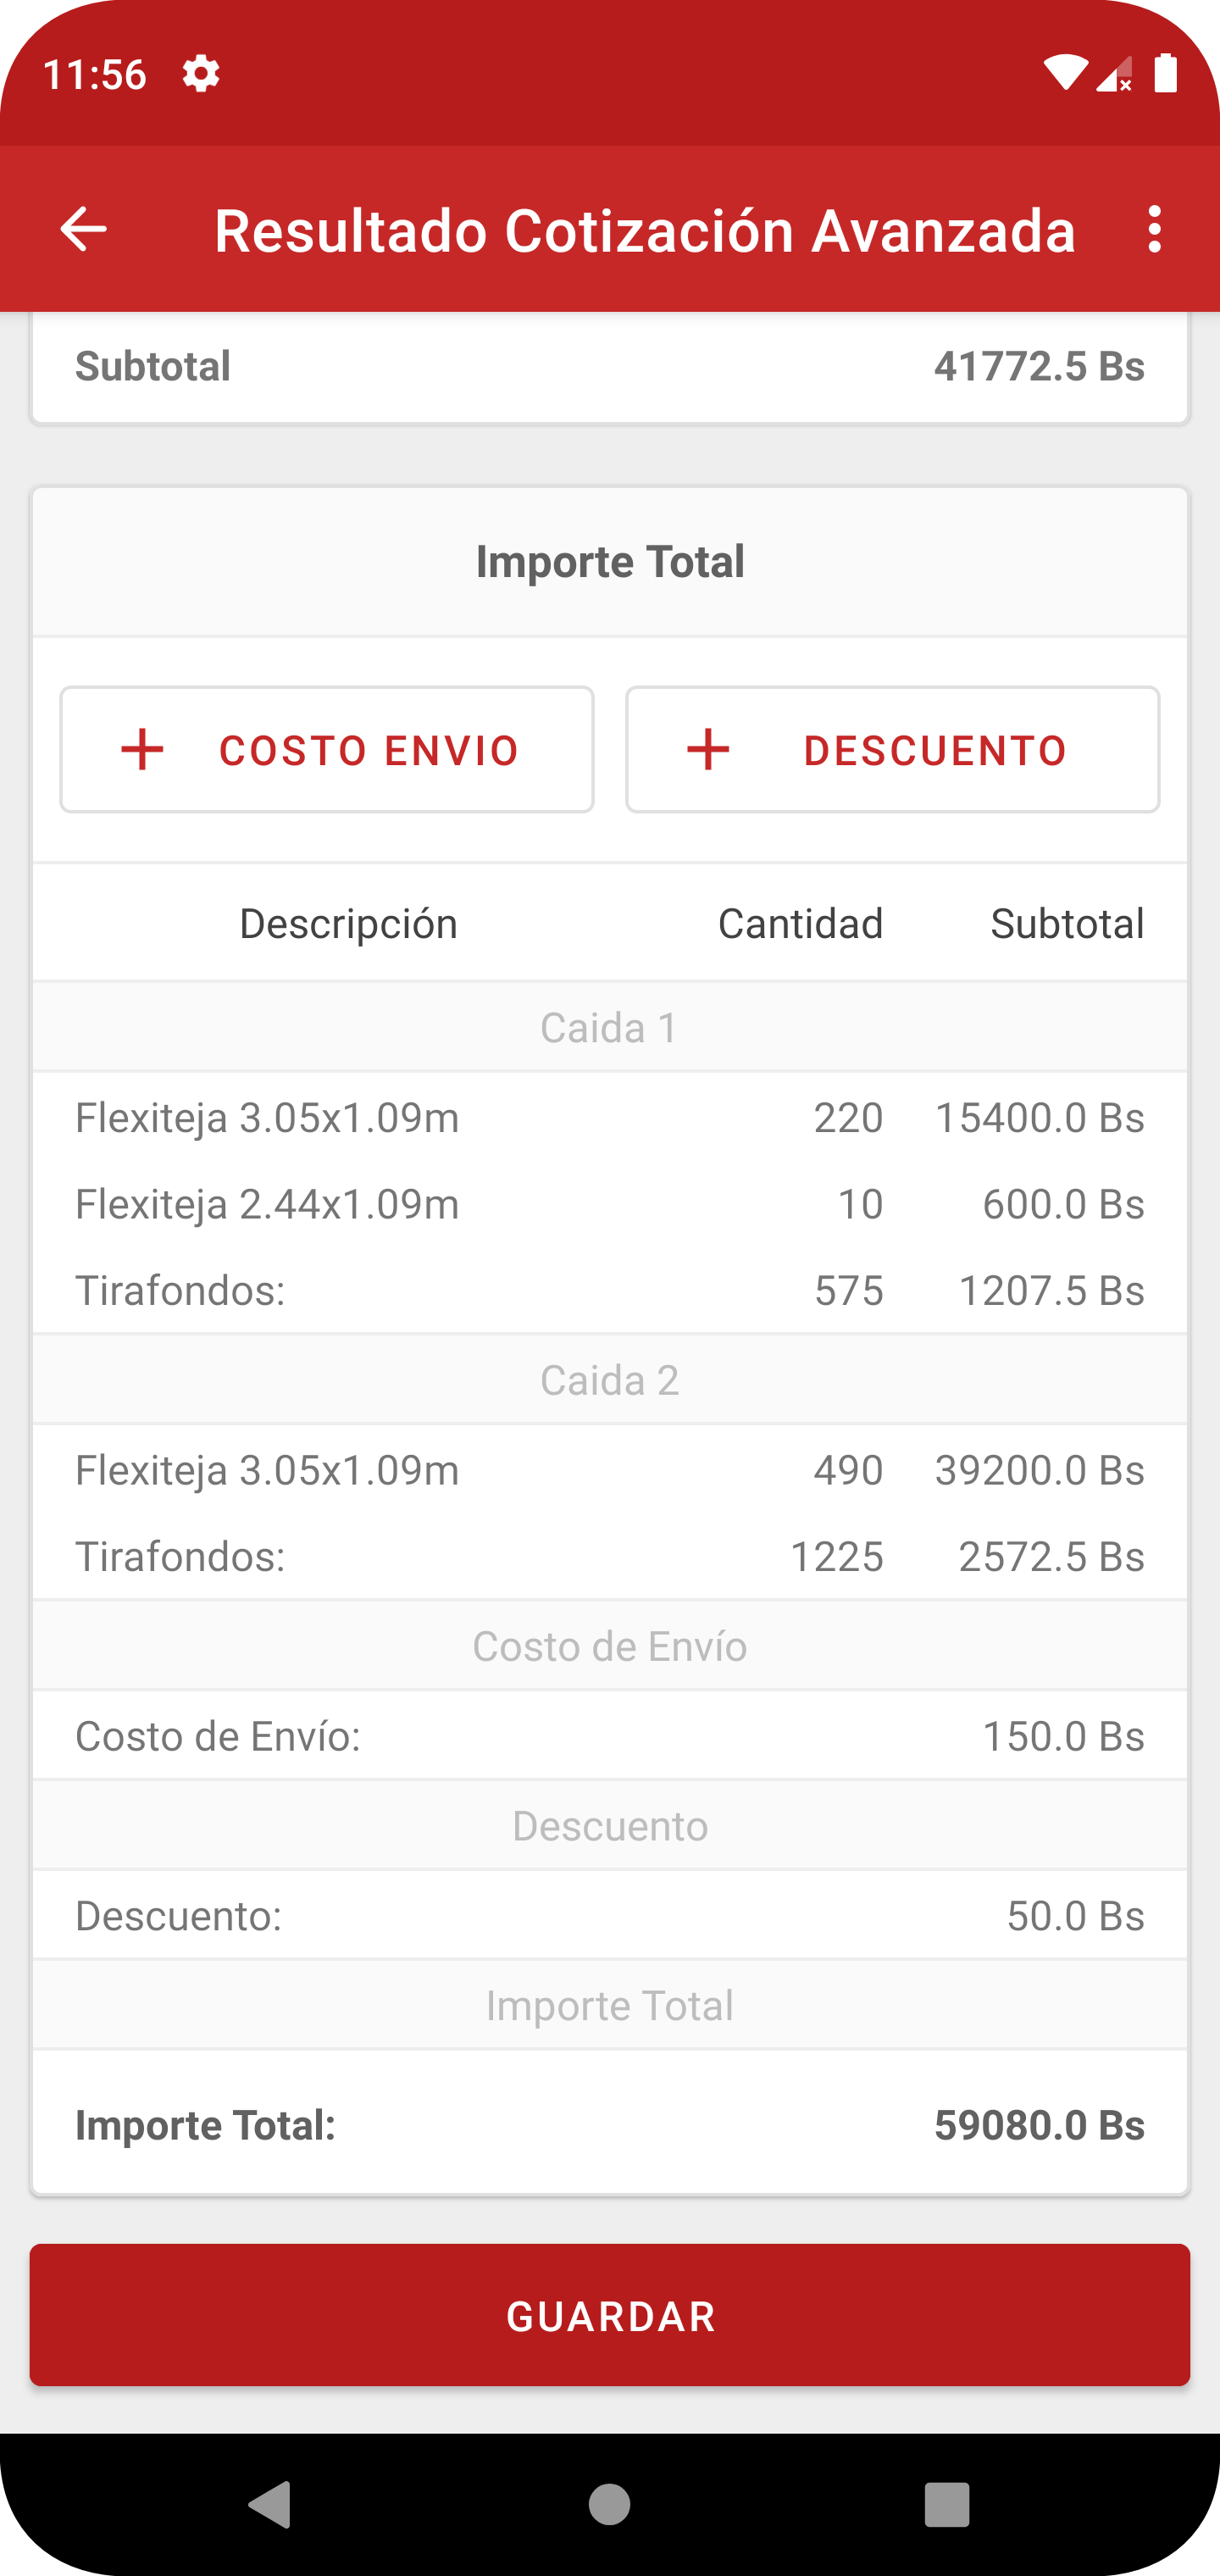 11:56
Resultado Cotización Avanzada
Subtotal 41772.5 Bs
Importe Total
COSTO ENVIO DESCUENTO
Descripción Cantidad Subtotal
Caida 1
Flexiteja 3.05x1.09m 220 15400.0 Bs
Flexiteja 2.44x1.09m 10 600.0 Bs
Tirafondos: 575 1207.5 Bs
Caida 2
Flexiteja 3.05x1.09m 490 39200.0 Bs
Tirafondos: 1225 2572.5 Bs
Costo de Envío
Costo de Envío: 150.0 Bs
Descuento
Descuento: 50.0 Bs
Importe Total
Importe Total: 59080.0 Bs
GUARDAR